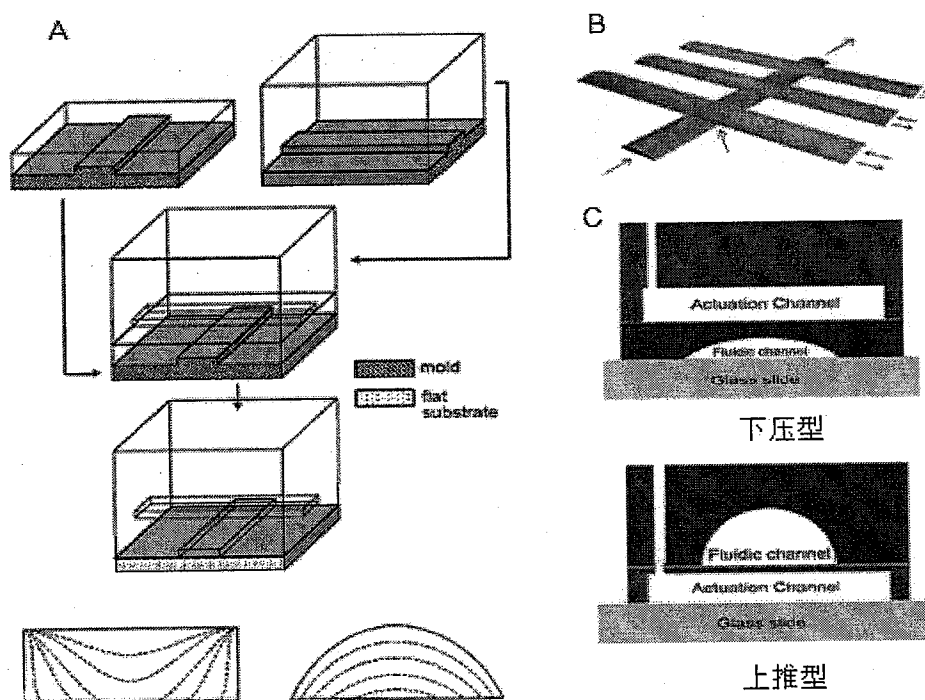 A
B
C
Actuation Channel
Fluidic channel
Glass slide
下压型
mold
flat
substrate
Fluidic channel
Actuation Channel
Glass slide
上推型